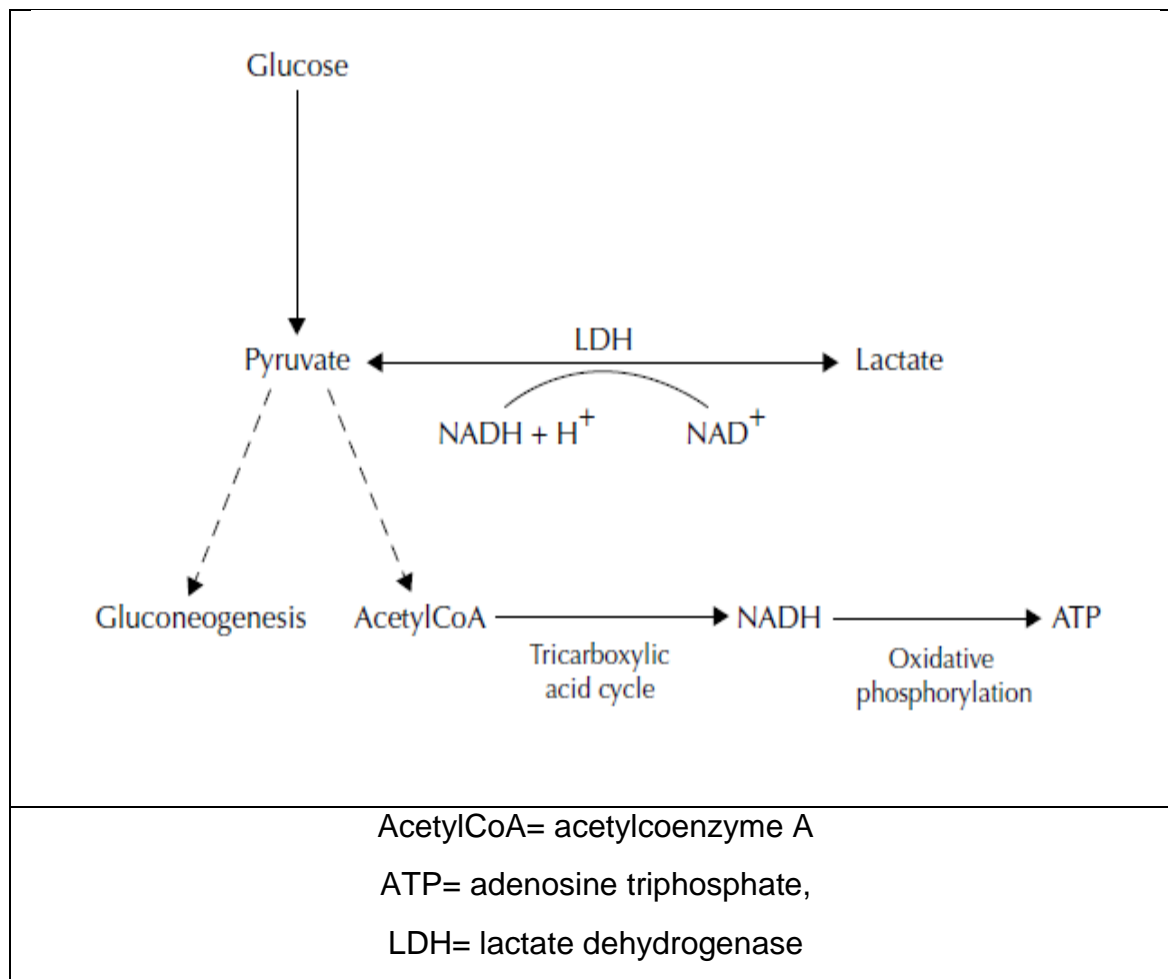 Glucose
LDH
Pyruvate
Lactate
NADH + H+
NAD+
Gluconeogenesis
AcetylCoA
NADH
ATP
Tricarboxylic
acid cycle
Oxidative
phosphorylation
AcetylCoA= acetylcoenzyme A
ATP= adenosine triphosphate,
LDH= lactate dehydrogenase